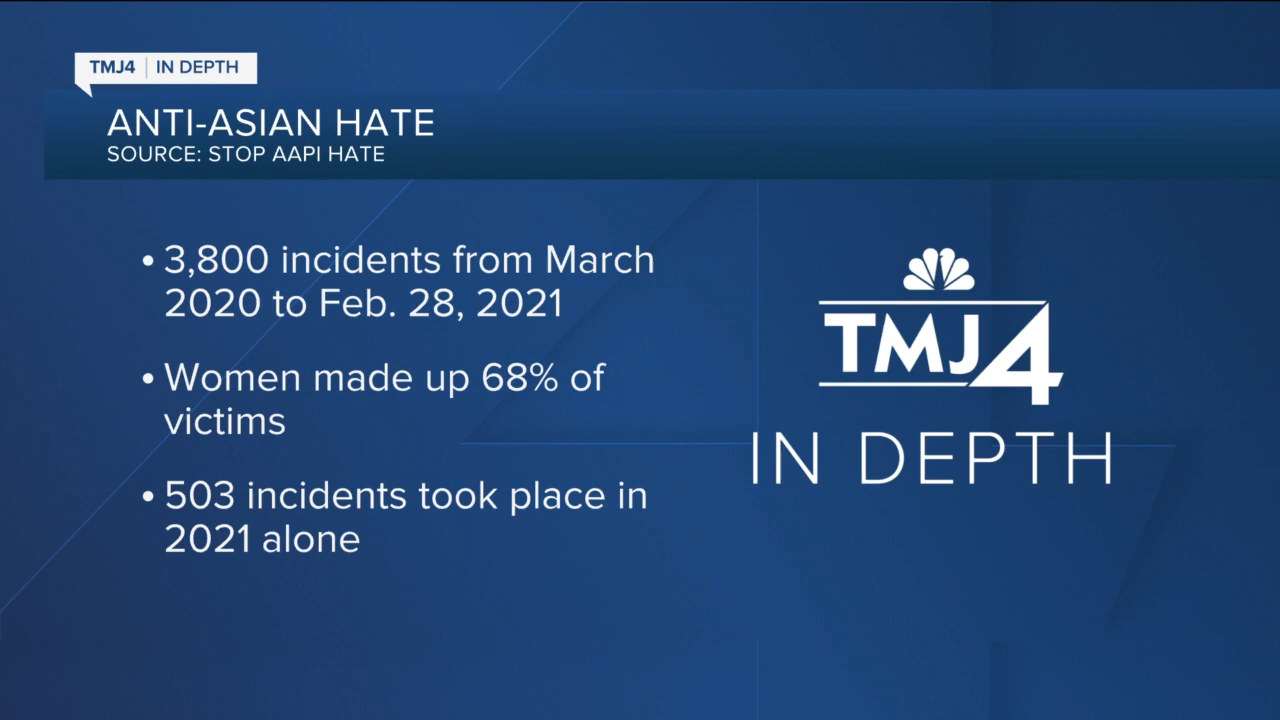 TMJ4 | IN DEPTH
ANTI-ASIAN HATE
SOURCE: STOP AAPI HATE
• 3,800 incidents from March
2020 to Feb. 28, 2021
• Women made up 68% of
victims
• 503 incidents took place in
2021 alone
TMJ4
IN DEPTH